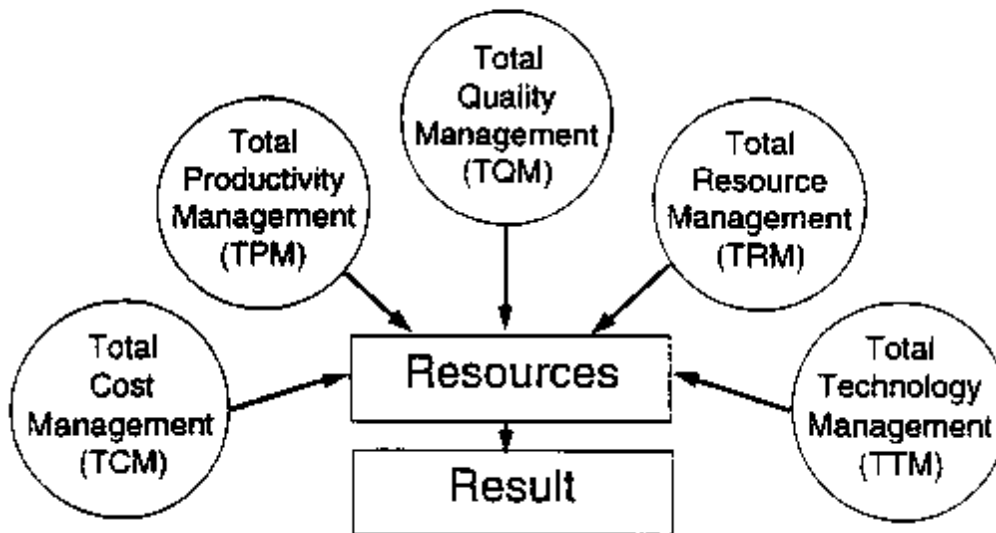 Total
Quality
Management
(TQM)
Total
Productivity
Management
(TPM)
Total
Resource
Management
(TRM)
Total
Cost
Management
(TCM)
Resources
Total
Technology
Management
(TTM)
Result